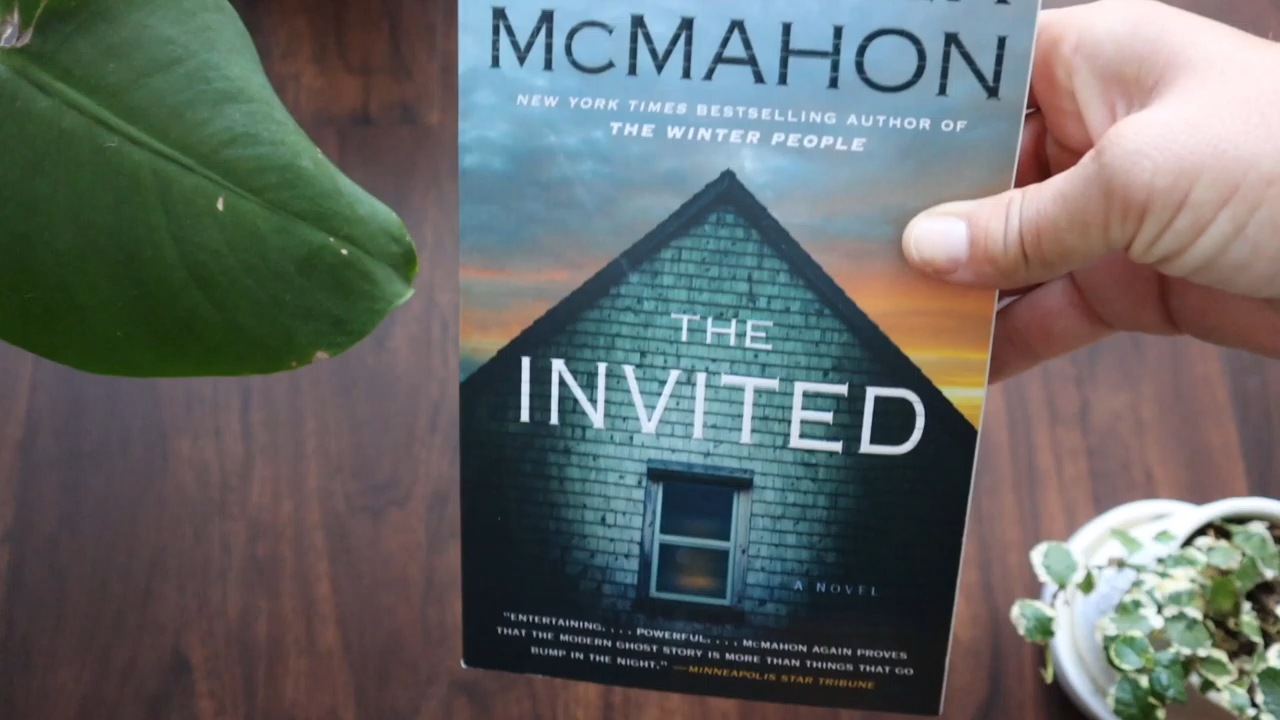 McMAHON
NEW YORK TIMES BESTSELLING AUTHOR OF
THE WINTER PEOPLE
THE
INVITED
A NOVEL
"ENTERTAINING. . . . POWERFUL. . . . McMAHON AGAIN PROVES
THAT THE MODERN GHOST STORY IS MORE THAN THINGS THAT GO
BUMP IN THE NIGHT." —MINNEAPOLIS STAR TRIBUNE